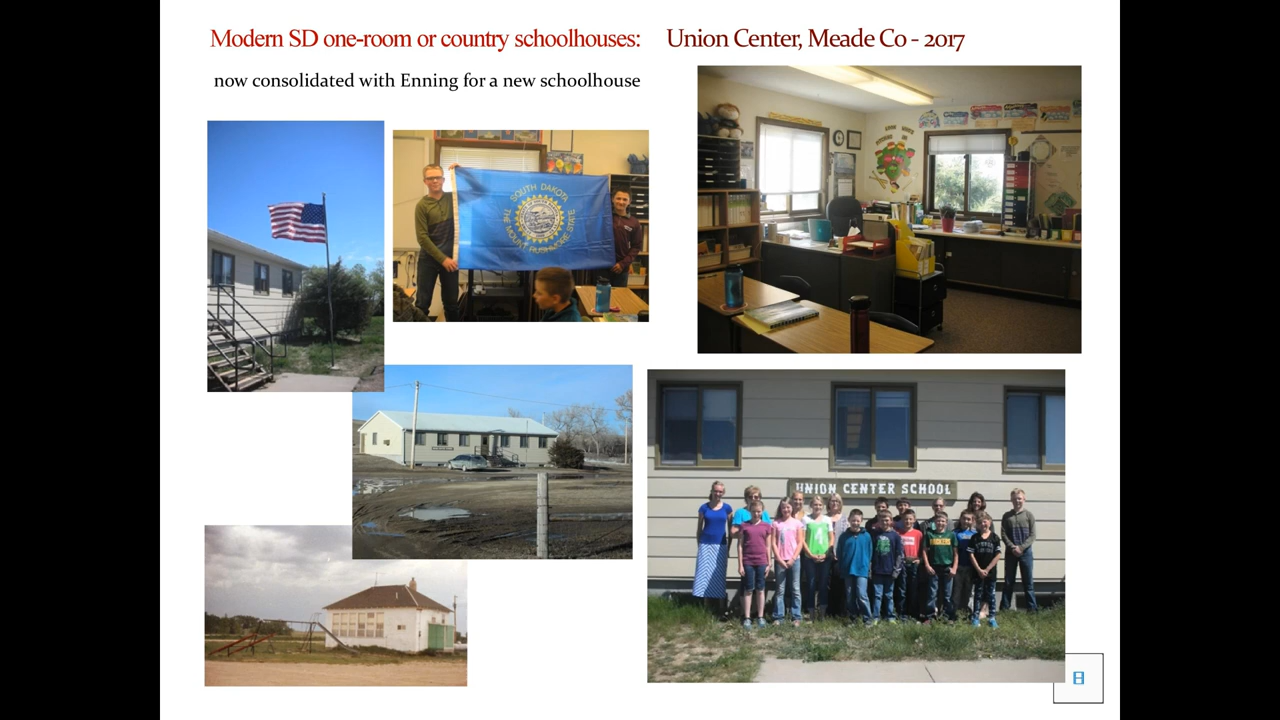 Modern SD one-room or country schoolhouses: Union Center, Meade Co - 2017
now consolidated with Enning for a new schoolhouse
SOUTH DAKOTA
THE MOUNT RUSHMORE STATE
UNION CENTER SCHOOL